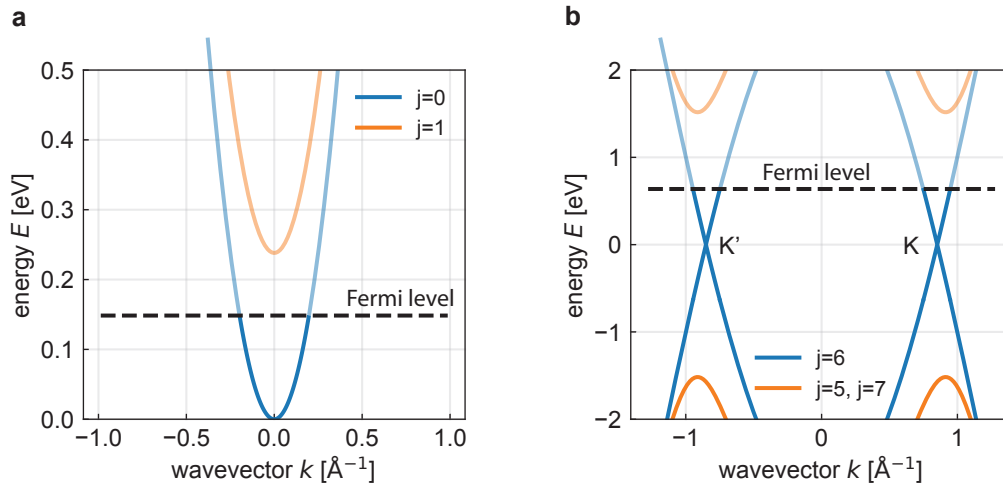 a
0.5
0.4
0.3
0.2
0.1
0.0
energy E [eV]
j=0
j=1
Fermi level
−1.0
−0.5
0.0
0.5
1.0
wavevector k [Å⁻¹]
b
2
1
0
−1
−2
energy E [eV]
Fermi level
K’
K
j=6
j=5, j=7
−1
0
1
wavevector k [Å⁻¹]